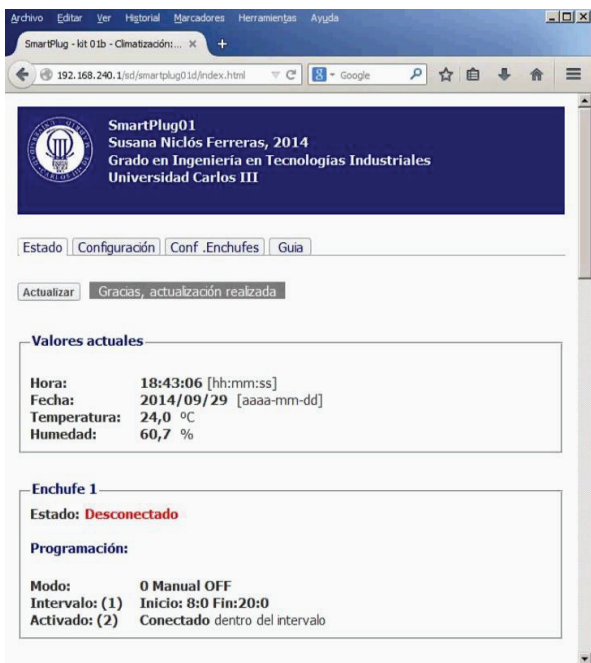 Archivo Editar Ver Historial Marcadores Herramientas Ayuda
SmartPlug - kit 01b - Climatización:... × +
192.168.240.1/sd/smartplug01d/index.html Google
SmartPlug01
Susana Niclós Ferreras, 2014
Grado en Ingeniería en Tecnologías Industriales
Universidad Carlos III
Estado Configuración Conf .Enchufes Guia
Actualizar Gracias, actualización realizada
Valores actuales
Hora: 18:43:06 [hh:mm:ss]
Fecha: 2014/09/29 [aaaa-mm-dd]
Temperatura: 24,0 ºC
Humedad: 60,7 %
Enchufe 1
Estado: Desconectado
Programación:
Modo: 0 Manual OFF
Intervalo: (1) Inicio: 8:0 Fin:20:0
Activado: (2) Conectado dentro del intervalo